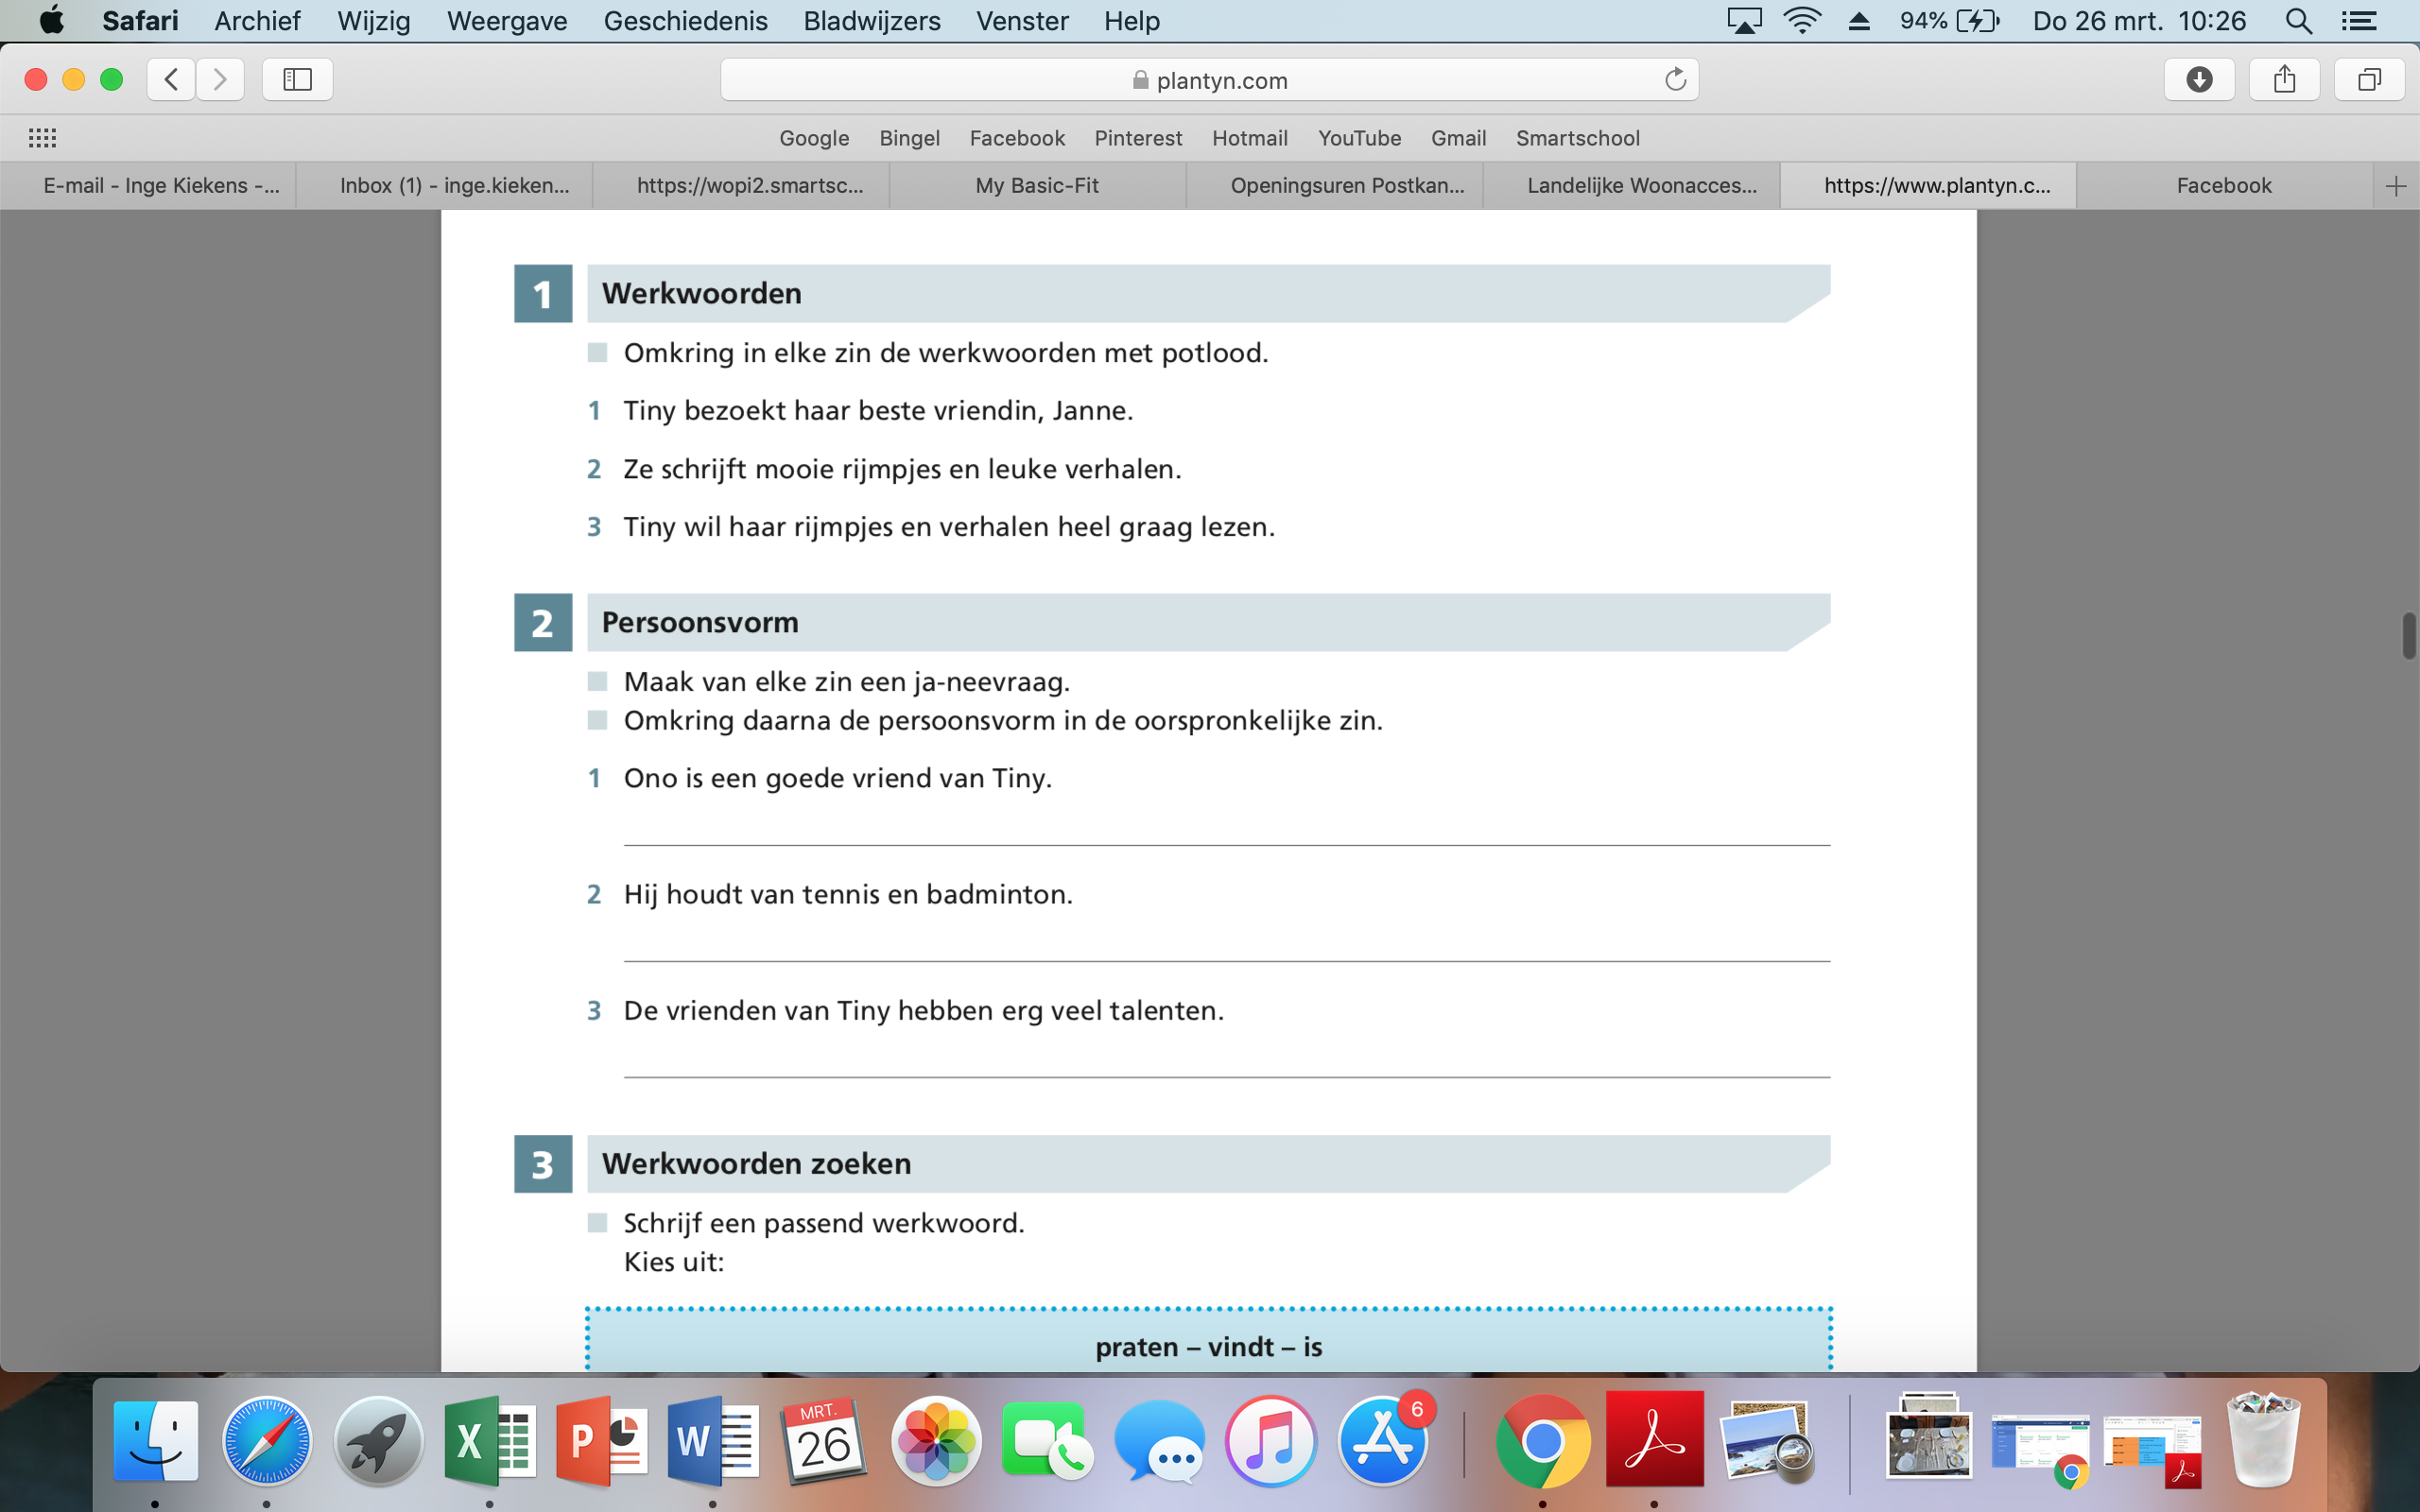 Safari Archief Wijzig Weergave Geschiedenis Bladwijzers Venster Help 94% Do 26 mrt. 10:26
plantyn.com
Google Bingel Facebook Pinterest Hotmail YouTube Gmail Smartschool
E-mail - Inge Kiekens -... Inbox (1) - inge.kieken... https://wopi2.smartsc... My Basic-Fit Openingsuren Postkan... Landelijke Woonacces... https://www.plantyn.c... Facebook
1 Werkwoorden
Omkring in elke zin de werkwoorden met potlood.
1 Tiny bezoekt haar beste vriendin, Janne.
2 Ze schrijft mooie rijmpjes en leuke verhalen.
3 Tiny wil haar rijmpjes en verhalen heel graag lezen.
2 Persoonsvorm
Maak van elke zin een ja-neevraag.
Omkring daarna de persoonsvorm in de oorspronkelijke zin.
1 Ono is een goede vriend van Tiny.
2 Hij houdt van tennis en badminton.
3 De vrienden van Tiny hebben erg veel talenten.
3 Werkwoorden zoeken
Schrijf een passend werkwoord.
Kies uit:
praten – vindt – is
X P W MRT. 26 6